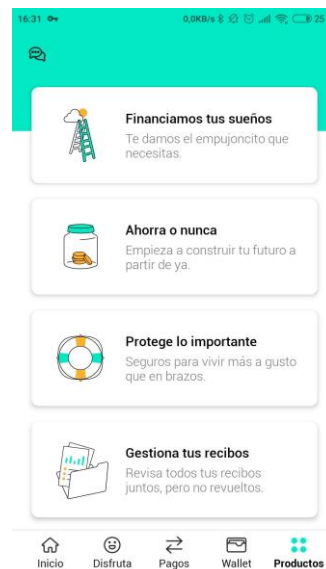 16:31 0,0KB/s 25
Financiamos tus sueños
Te damos el empujoncito que
necesitas.
Ahorra o nunca
Empieza a construir tu futuro a
partir de ya.
Protege lo importante
Seguros para vivir más a gusto
que en brazos.
Gestiona tus recibos
Revisa todos tus recibos
juntos, pero no revueltos.
Inicio Disfruta Pagos Wallet Productos